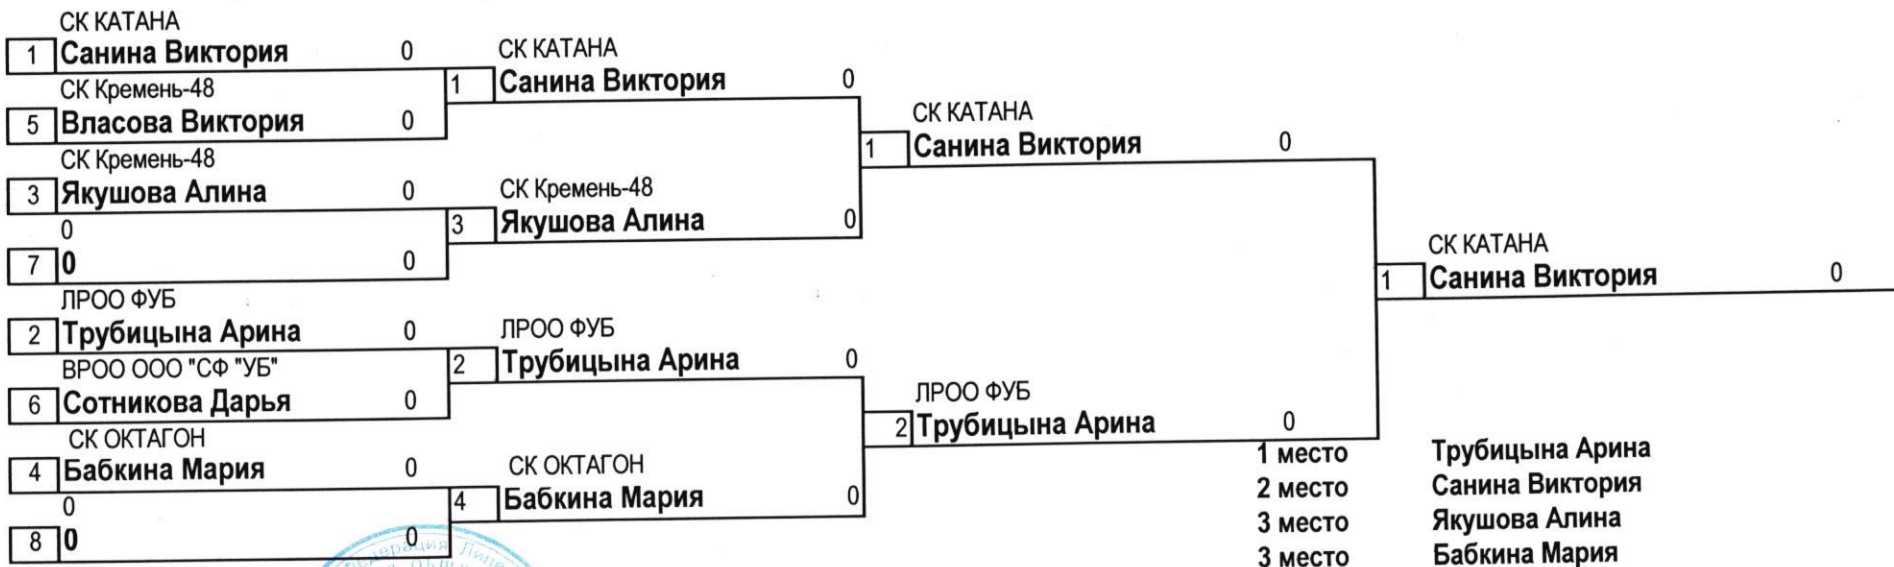 СК КАТАНА
1 Санина Виктория 0
СК Кремень-48
5 Власова Виктория 0
СК Кремень-48
3 Якушова Алина 0
0
7 0 0
ЛРОО ФУБ
2 Трубицына Арина 0
ВРОО ООО "СФ "УБ"
6 Сотникова Дарья 0
СК ОКТАГОН
4 Бабкина Мария 0
0
8 0 0
СК КАТАНА
1 Санина Виктория 0
СК Кремень-48
3 Якушова Алина 0
ЛРОО ФУБ
2 Трубицына Арина 0
СК ОКТАГОН
4 Бабкина Мария 0
СК КАТАНА
1 Санина Виктория 0
ЛРОО ФУБ
2 Трубицына Арина 0
СК КАТАНА
1 Санина Виктория 0
1 место Трубицына Арина
2 место Санина Виктория
3 место Якушова Алина
3 место Бабкина Мария